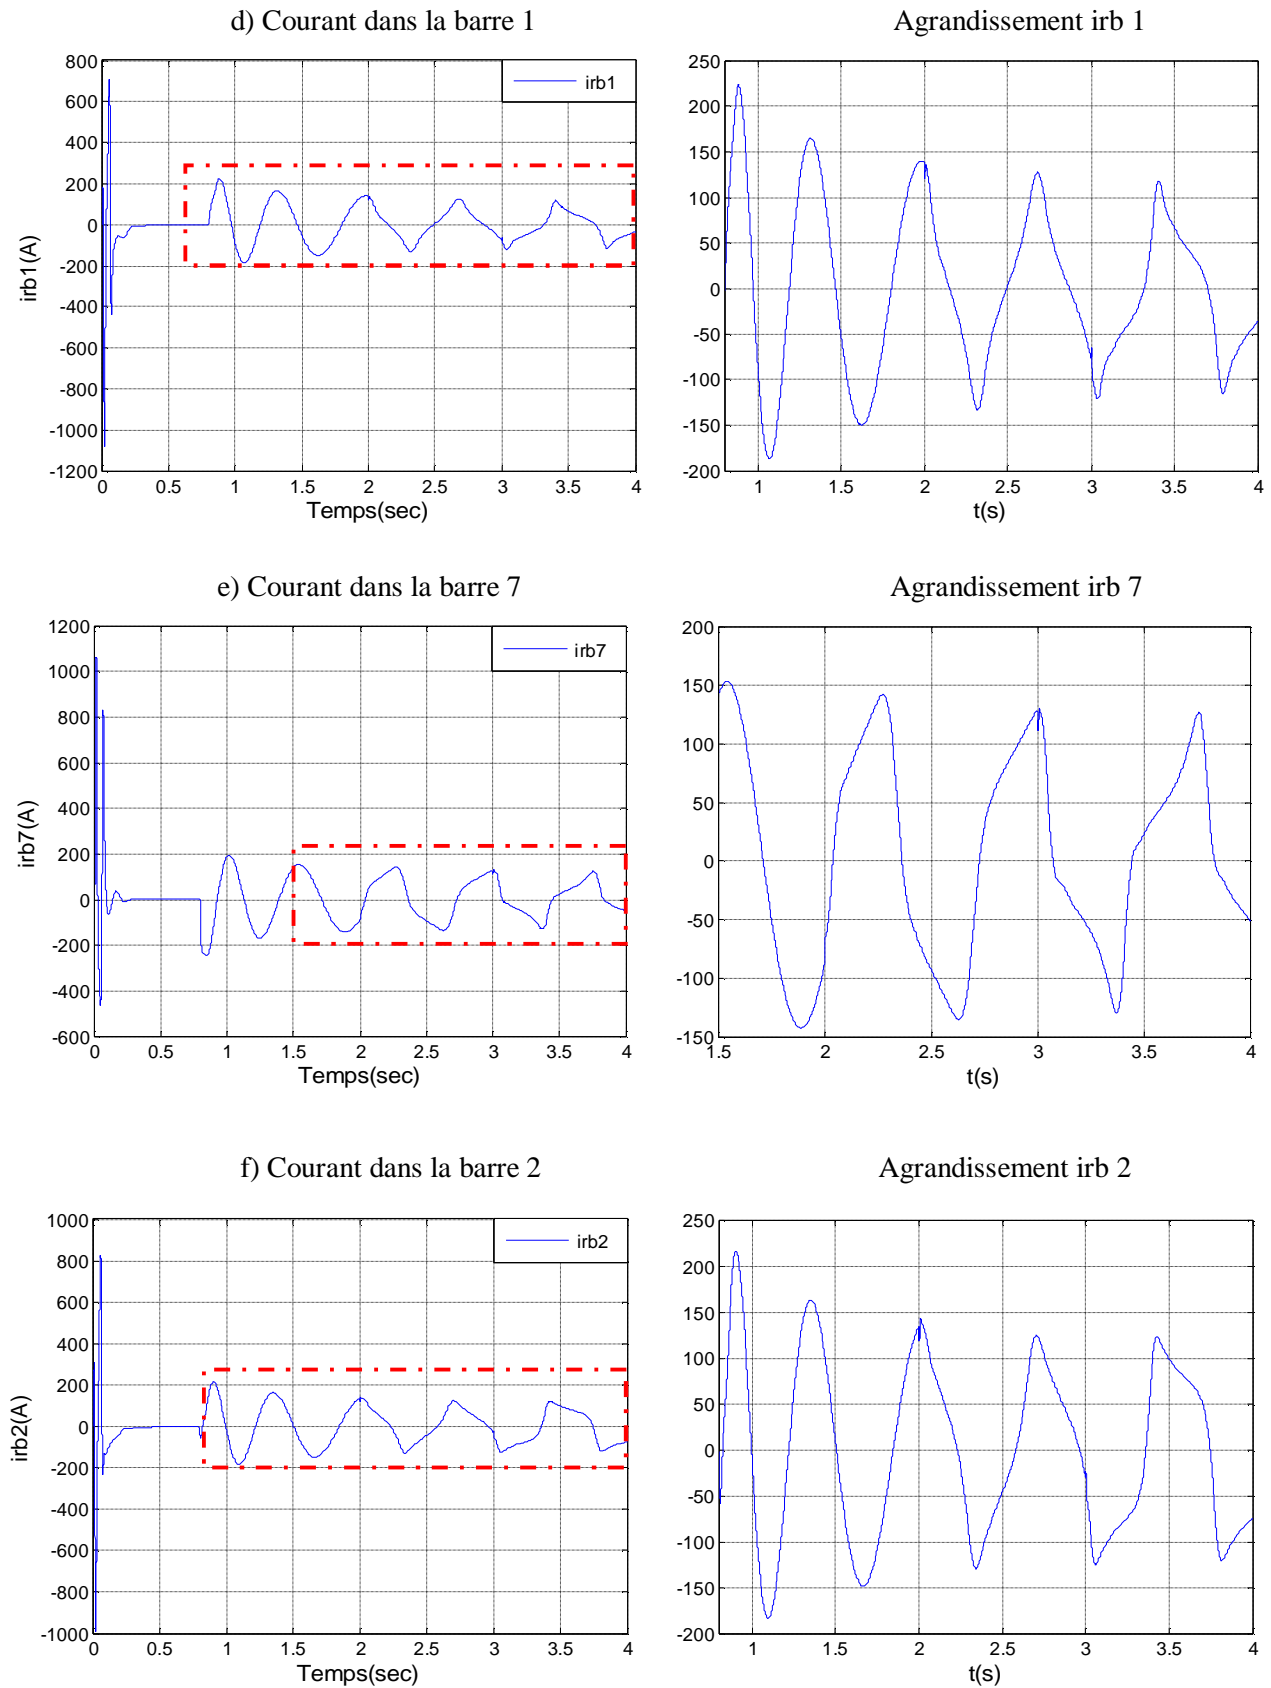 d) Courant dans la barre 1
Agrandissement irb 1
800
600
400
200
0
-200
-400
-600
-800
-1000
-1200
irb1(A)
irb1
0 0.5 1 1.5 2 2.5 3 3.5 4
Temps(sec)
250
200
150
100
50
0
-50
-100
-150
-200
1 1.5 2 2.5 3 3.5 4
t(s)
e) Courant dans la barre 7
Agrandissement irb 7
1200
1000
800
600
400
200
0
-200
-400
-600
irb7(A)
irb7
0 0.5 1 1.5 2 2.5 3 3.5 4
Temps(sec)
200
150
100
50
0
-50
-100
-150
1.5 2 2.5 3 3.5 4
t(s)
f) Courant dans la barre 2
Agrandissement irb 2
1000
800
600
400
200
0
-200
-400
-600
-800
-1000
irb2(A)
irb2
0 0.5 1 1.5 2 2.5 3 3.5 4
Temps(sec)
250
200
150
100
50
0
-50
-100
-150
-200
1 1.5 2 2.5 3 3.5 4
t(s)